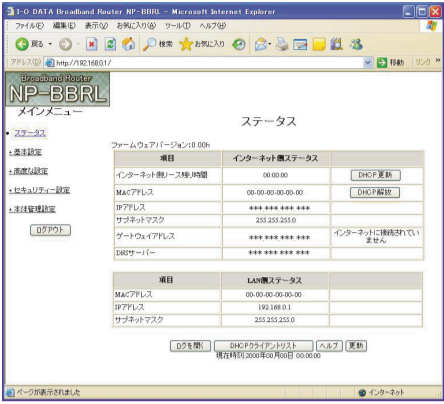 I-O DATA Broadband Router NP-BBRL - Microsoft Internet Explorer
ファイル(F) 編集(E) 表示(V) お気に入り(A) ツール(T) ヘルプ(H)
戻る 検索 お気に入り
アドレス(D) http://192.168.0.1/ 移動 リンク »
Broadband Router
NP-BBRL
メインメニュー
ステータス
+基本設定
+高度な設定
+セキュリティー設定
+本体管理設定
ログアウト
ステータス
ファームウェアバージョン:0.00h
項目 インターネット側ステータス
インターネット側リース残り時間 00:00:00 DHCP更新
MACアドレス 00-00-00-00-00-00 DHCP解放
IPアドレス ***.***.***.***
サブネットマスク 255.255.255.0
ゲートウェイアドレス ***.***.***.*** インターネットに接続されていません
DNSサーバー ***.***.***.***
項目 LAN側ステータス
MACアドレス 00-00-00-00-00-00
IPアドレス 192.168.0.1
サブネットマスク 255.255.255.0
ログを開く DHCPクライアントリスト ヘルプ 更新
現在時刻:2000年00月00日 00:00:00
ページが表示されました インターネット